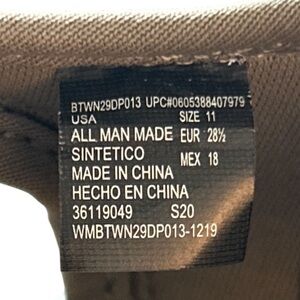 BTWN29DP013 UPC#0605388407979
USA SIZE 11
ALL MAN MADE EUR 28½
SINTETICO MEX 18
MADE IN CHINA
HECHO EN CHINA
36119049 S20
WMBTWN29DP013-1219